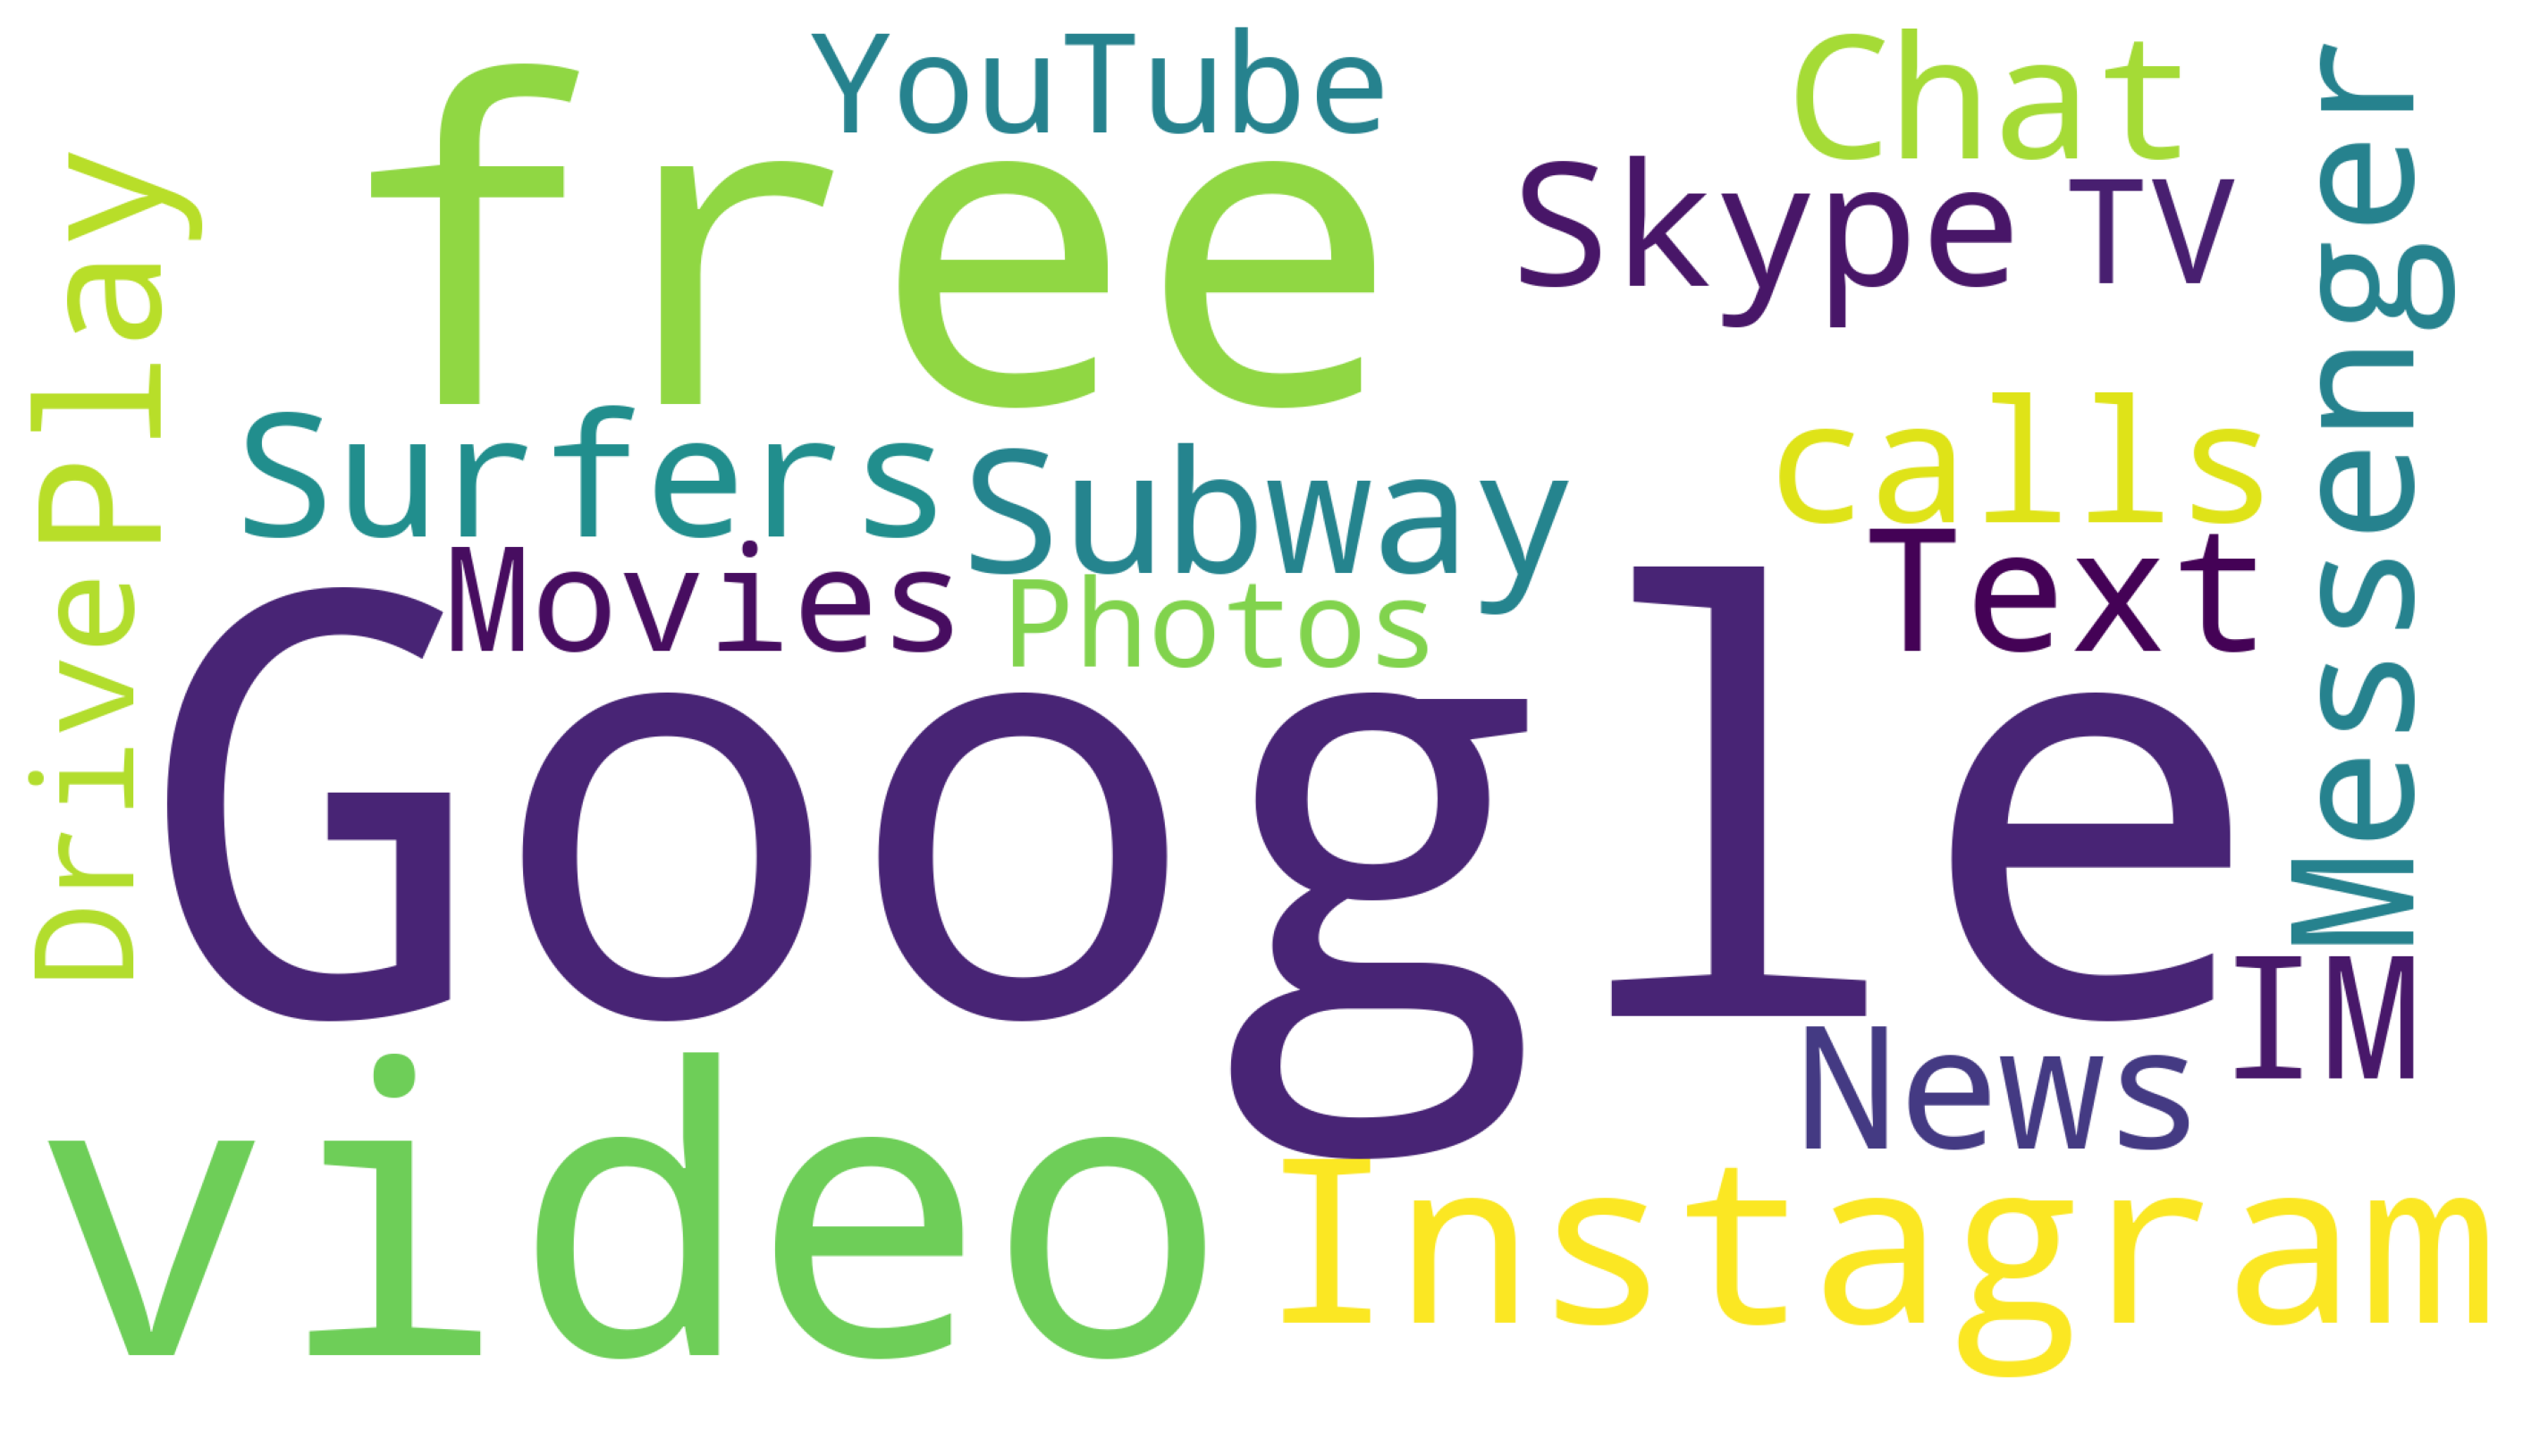 YouTube
Chat
free
Skype
TV
Messenger
Play
Surfers
Subway
calls
Movies
Photos
Text
Drive
Google
IM
News
video
Instagram